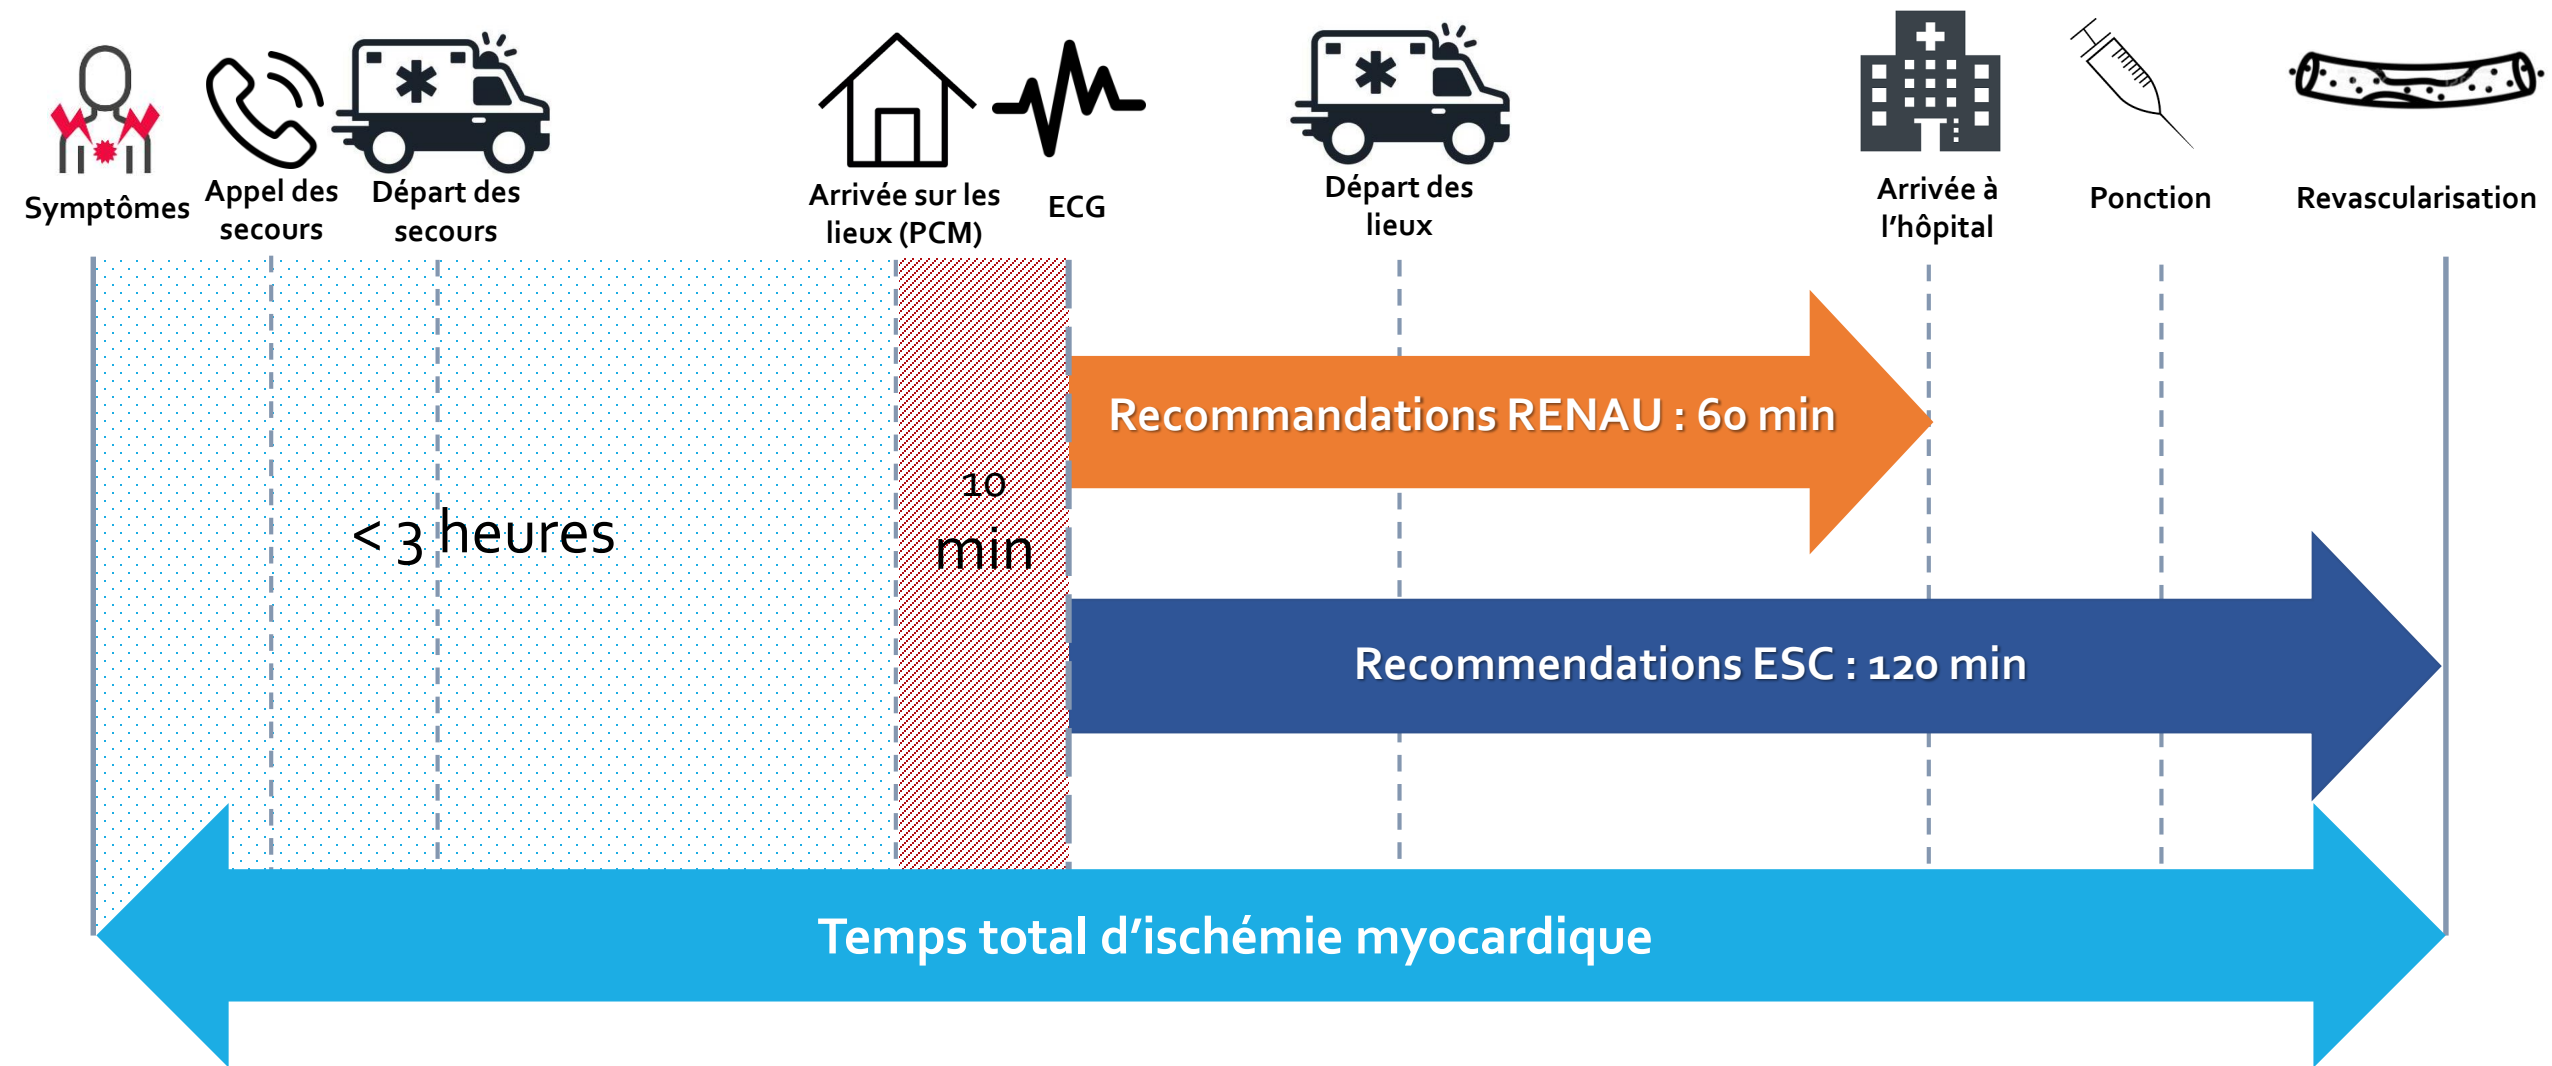 Symptômes
Appel des
secours
Départ des
secours
Arrivée sur les
lieux (PCM)
ECG
Départ des
lieux
Arrivée à
l'hôpital
Ponction
Revascularisation
Recommandations RENAU : 60 min
10
min
< 3 heures
Recommendations ESC : 120 min
Temps total d'ischémie myocardique